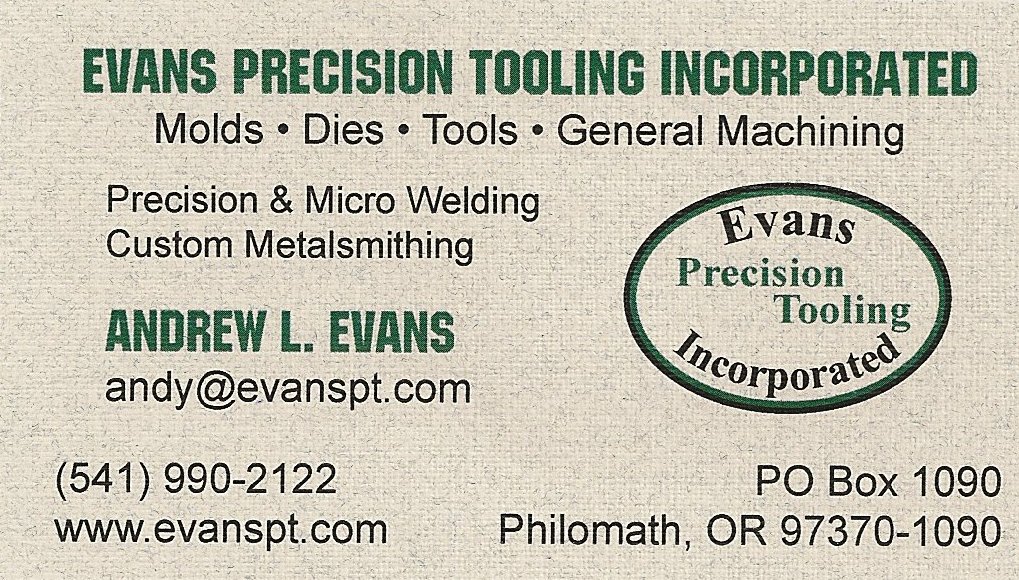 EVANS PRECISION TOOLING INCORPORATED
Molds • Dies • Tools • General Machining
Precision & Micro Welding
Custom Metalsmithing
Evans
Precision
Tooling
Incorporated
ANDREW L. EVANS
andy@evanspt.com
(541) 990-2122
www.evanspt.com
PO Box 1090
Philomath, OR 97370-1090